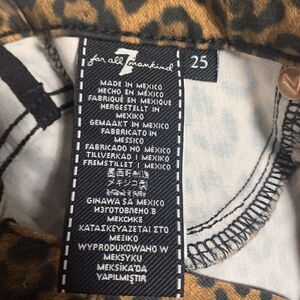 for all 7 mankind
25
MADE IN MEXICO
HECHO EN MÉXICO
FABRIQUÉ EN MEXIQUE
HERGESTELLT IN
MEXIKO
GEMAAKT IN MEXICO
FABBRICATO IN
MESSICO
FABRICADO NO MÉXICO
TILLVERKAD I MEXIKO
FREMSTILLET I MEXICO
墨西哥制造
メキシコ製
GINAWA SA MEXICO
ИЗГОТОВЛЕНО В
МЕКСИКЕ
ΚΑΤΑΣΚΕΥΑΖΕΤΑΙ ΣΤΟ
ΜΕΞΙΚΟ
WYPRODUKOWANO W
MEKSYKU
MEKSİKA'DA
YAPILMIŞTIR